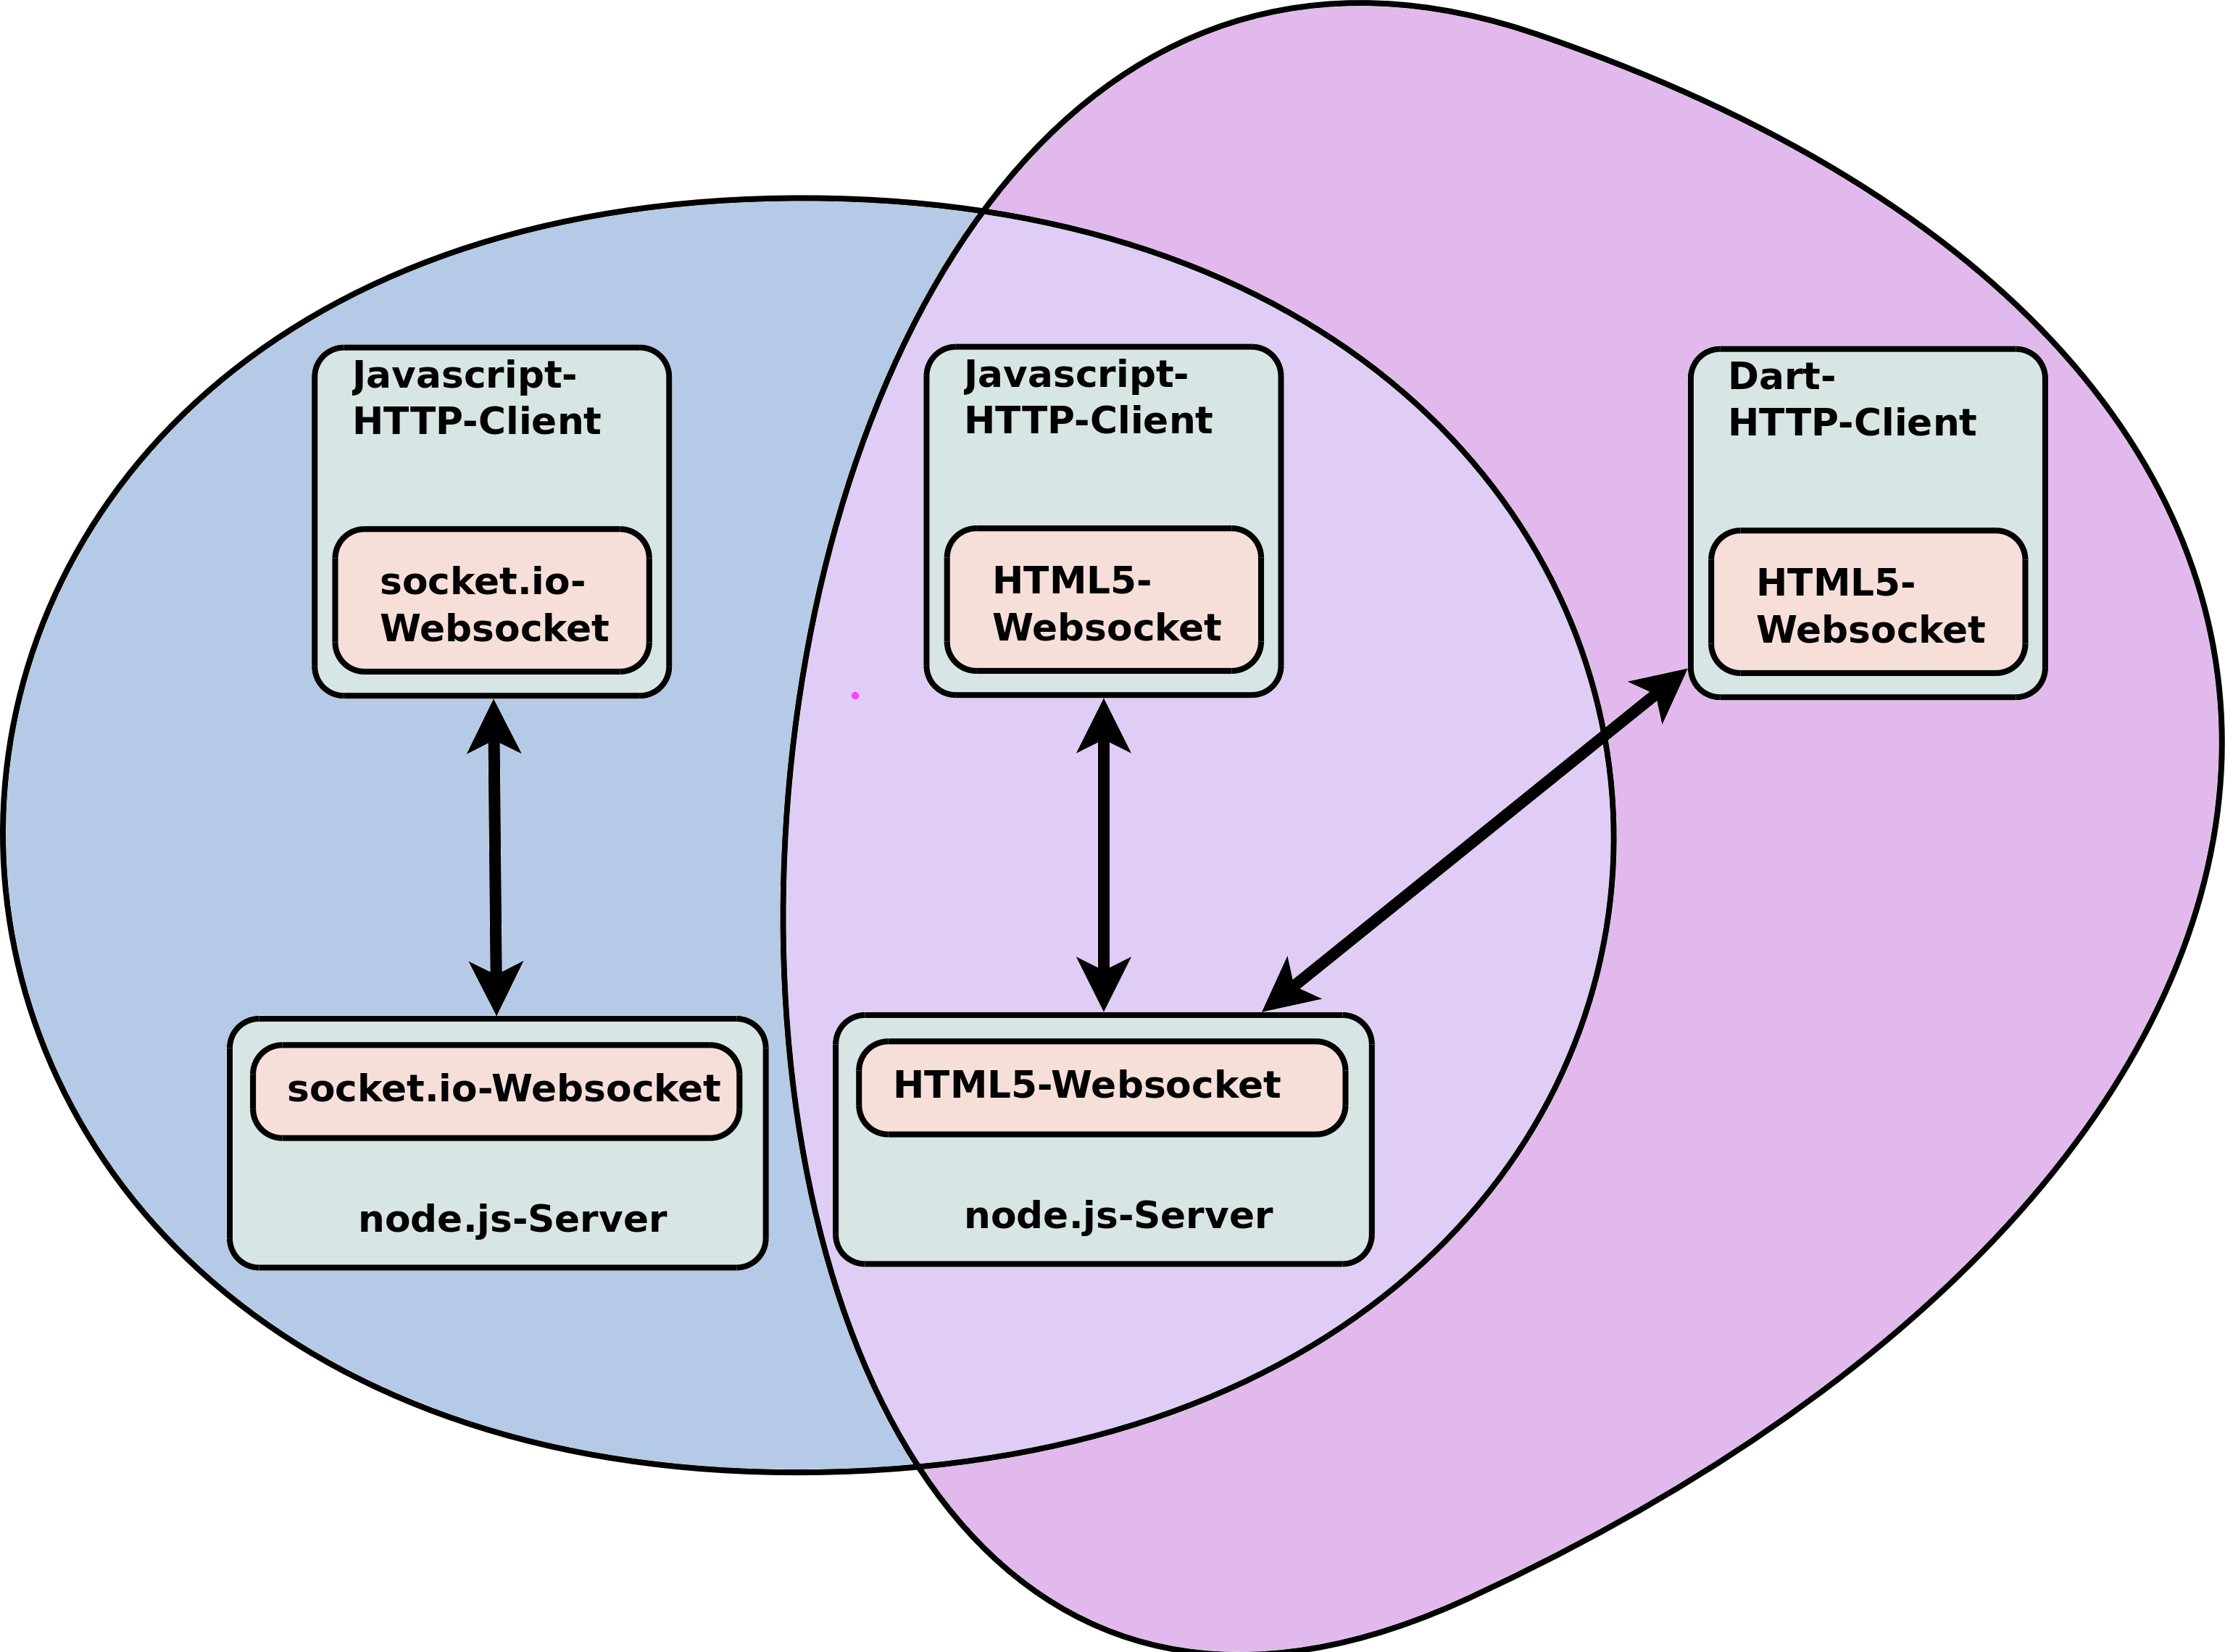 Javascript-
HTTP-Client
socket.io-
Websocket
Javascript-
HTTP-Client
HTML5-
Websocket
Dart-
HTTP-Client
HTML5-
Websocket
socket.io-Websocket
node.js-Server
HTML5-Websocket
node.js-Server